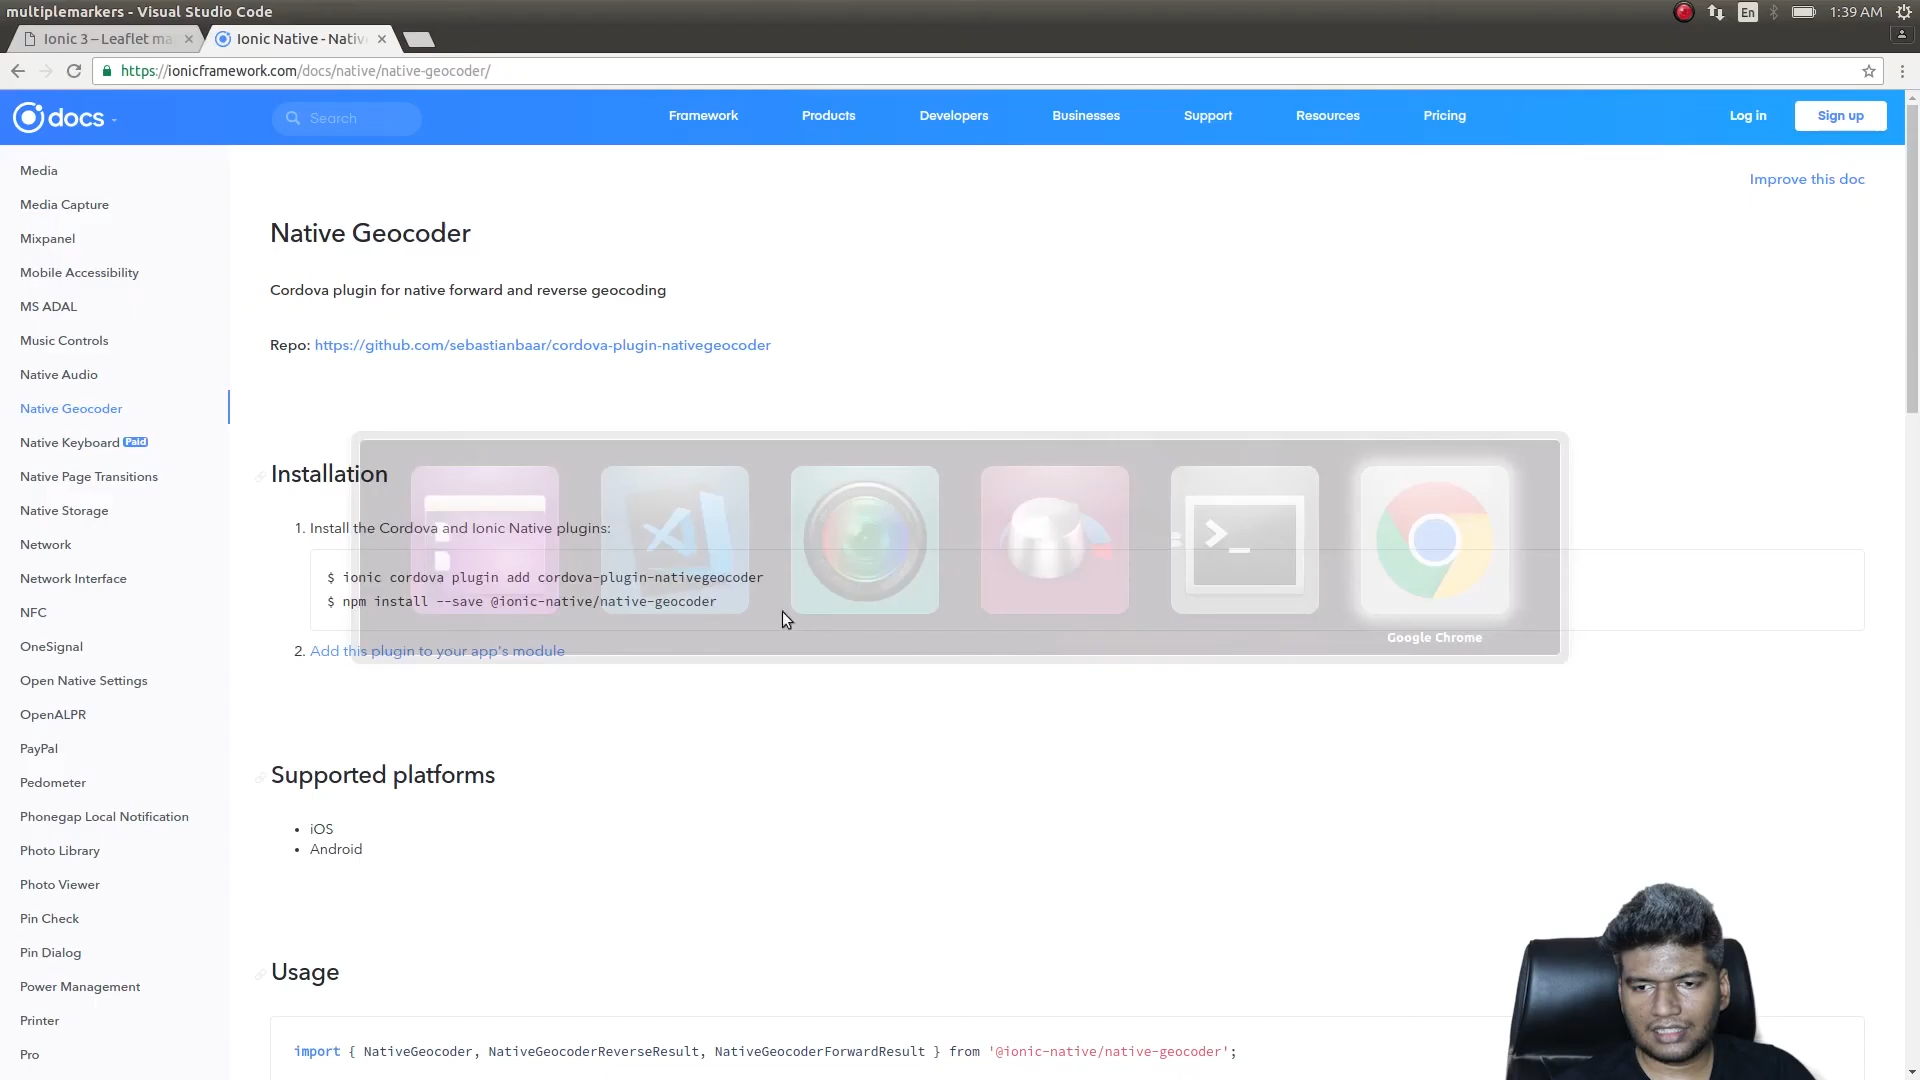 multiplemarkers - Visual Studio Code
En
1:39 AM
Ionic 3 – Leaflet ma
Ionic Native - Nativ
https://ionicframework.com/docs/native/native-geocoder/
docs
Search
Framework
Products
Developers
Businesses
Support
Resources
Pricing
Log in
Sign up
Media
Media Capture
Mixpanel
Mobile Accessibility
MS ADAL
Music Controls
Native Audio
Native Geocoder
Native Keyboard Paid
Native Page Transitions
Native Storage
Network
Network Interface
NFC
OneSignal
Open Native Settings
OpenALPR
PayPal
Pedometer
Phonegap Local Notification
Photo Library
Photo Viewer
Pin Check
Pin Dialog
Power Management
Printer
Pro
Improve this doc
Native Geocoder
Cordova plugin for native forward and reverse geocoding
Repo: https://github.com/sebastianbaar/cordova-plugin-nativegeocoder
Installation
1. Install the Cordova and Ionic Native plugins:
$ ionic cordova plugin add cordova-plugin-nativegeocoder
$ npm install --save @ionic-native/native-geocoder
Google Chrome
2. Add this plugin to your app's module
Supported platforms
• iOS
• Android
Usage
import { NativeGeocoder, NativeGeocoderReverseResult, NativeGeocoderForwardResult } from '@ionic-native/native-geocoder';